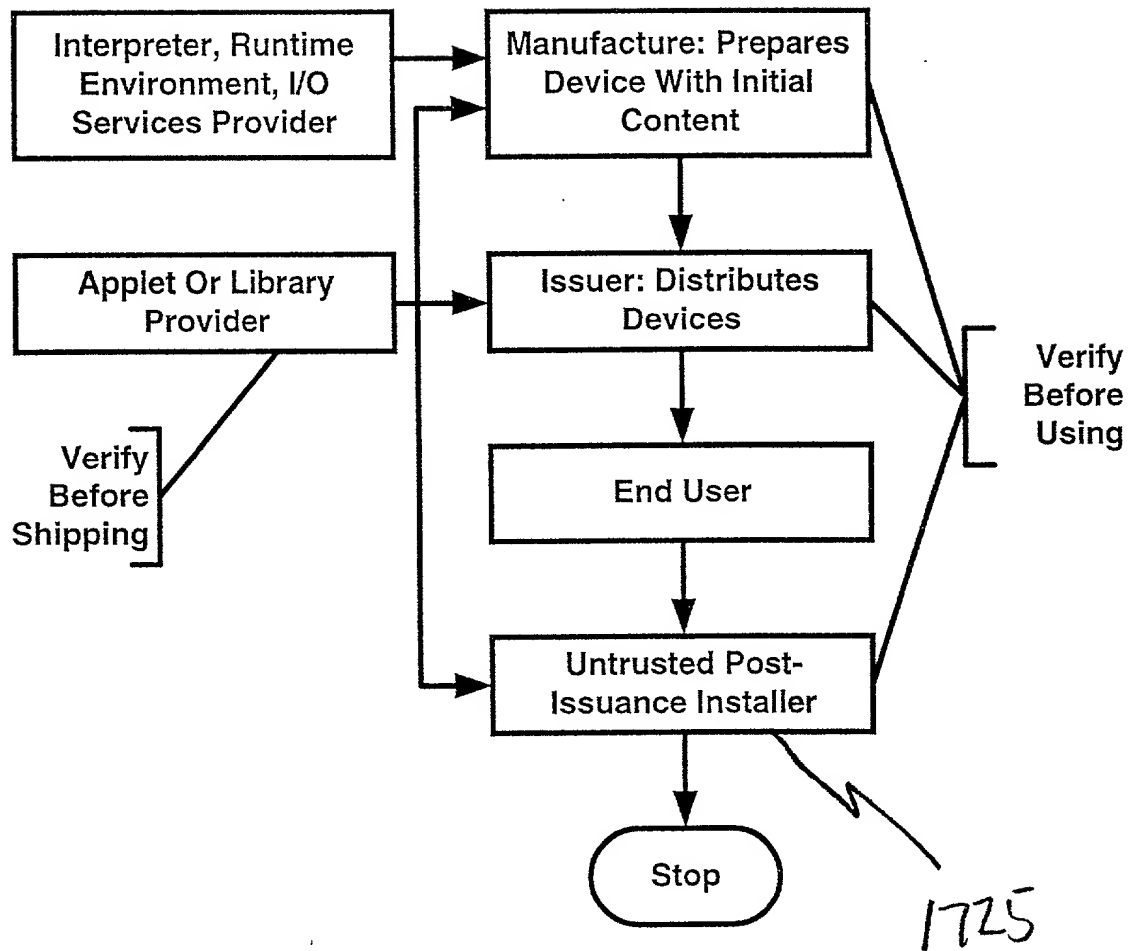 Interpreter, Runtime
Environment, I/O
Services Provider
Manufacture: Prepares
Device With Initial
Content
Applet Or Library
Provider
Issuer: Distributes
Devices
Verify
Before
Using
Verify
Before
Shipping
End User
Untrusted Post-
Issuance Installer
Stop
1725